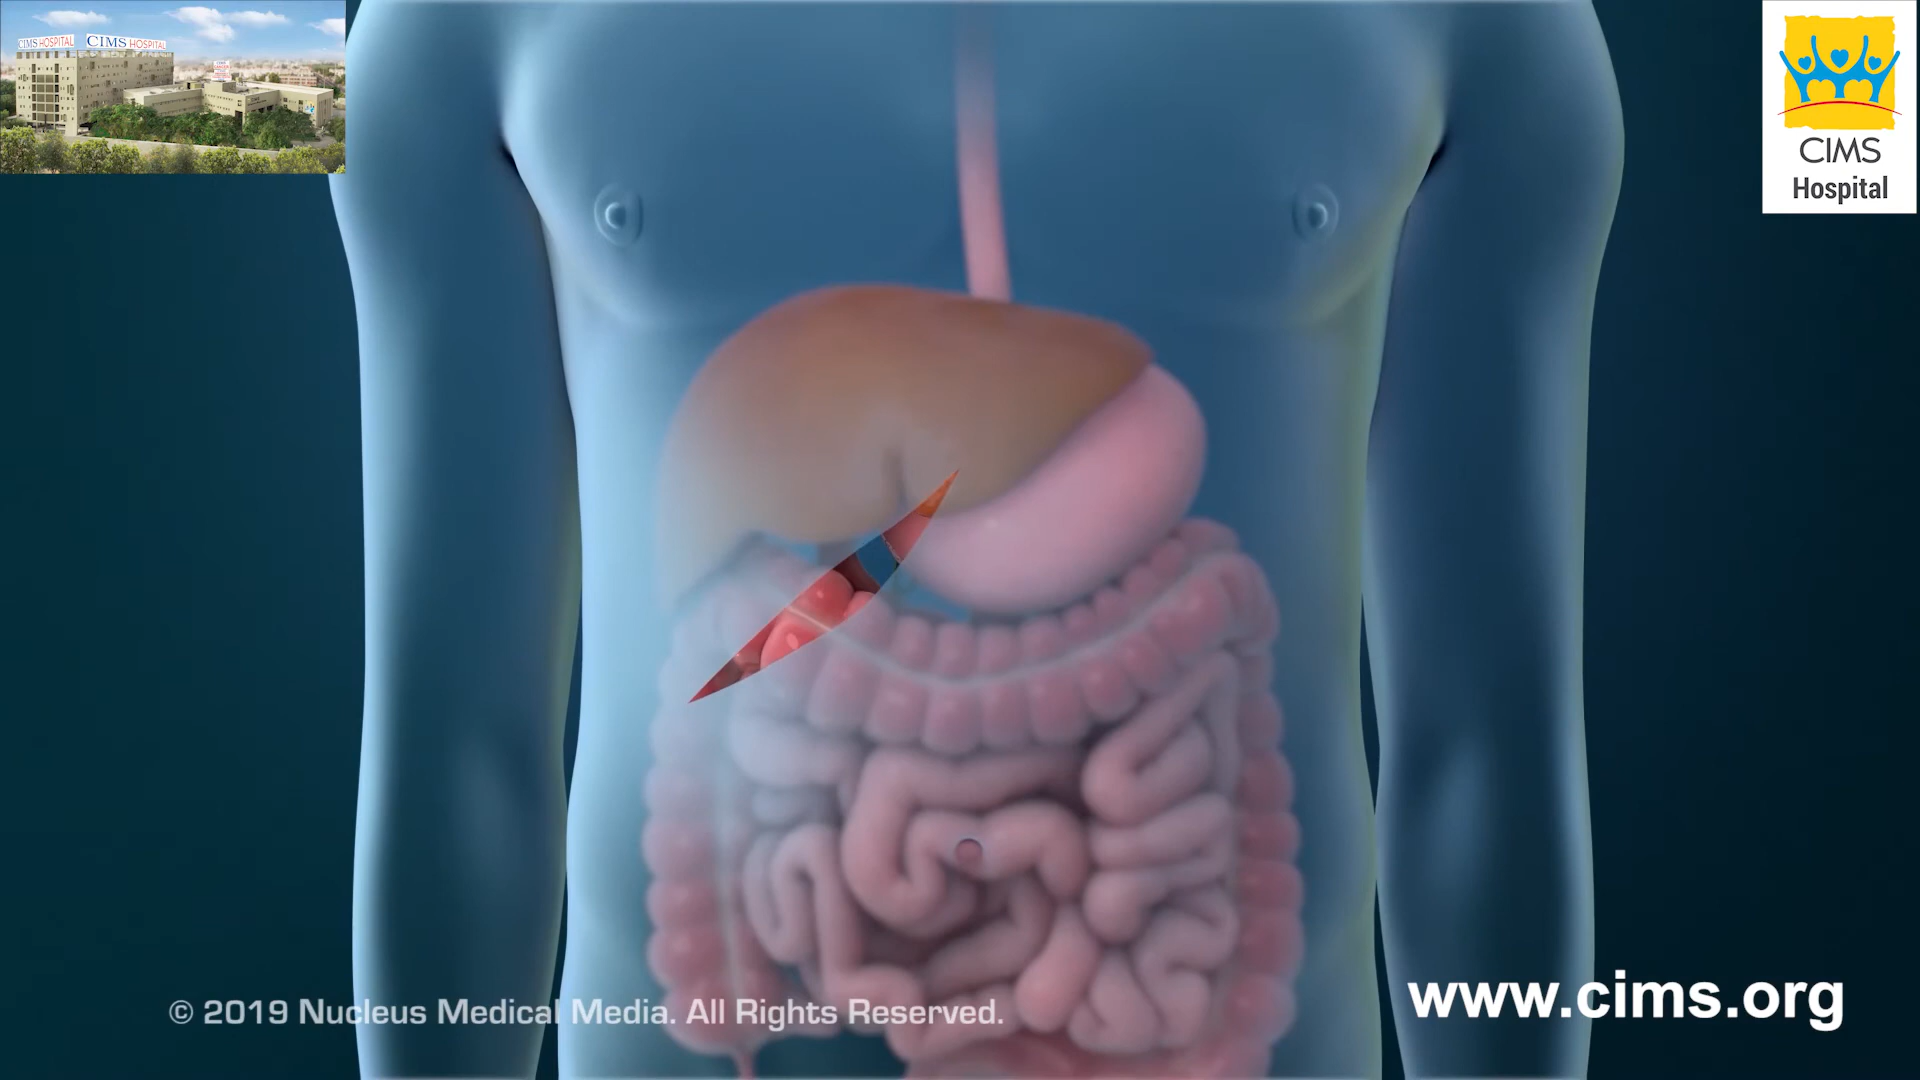 CIMS HOSPITAL
CIMS HOSPITAL
CIMS
Hospital
www.cims.org
© 2019 Nucleus Medical Media. All Rights Reserved.